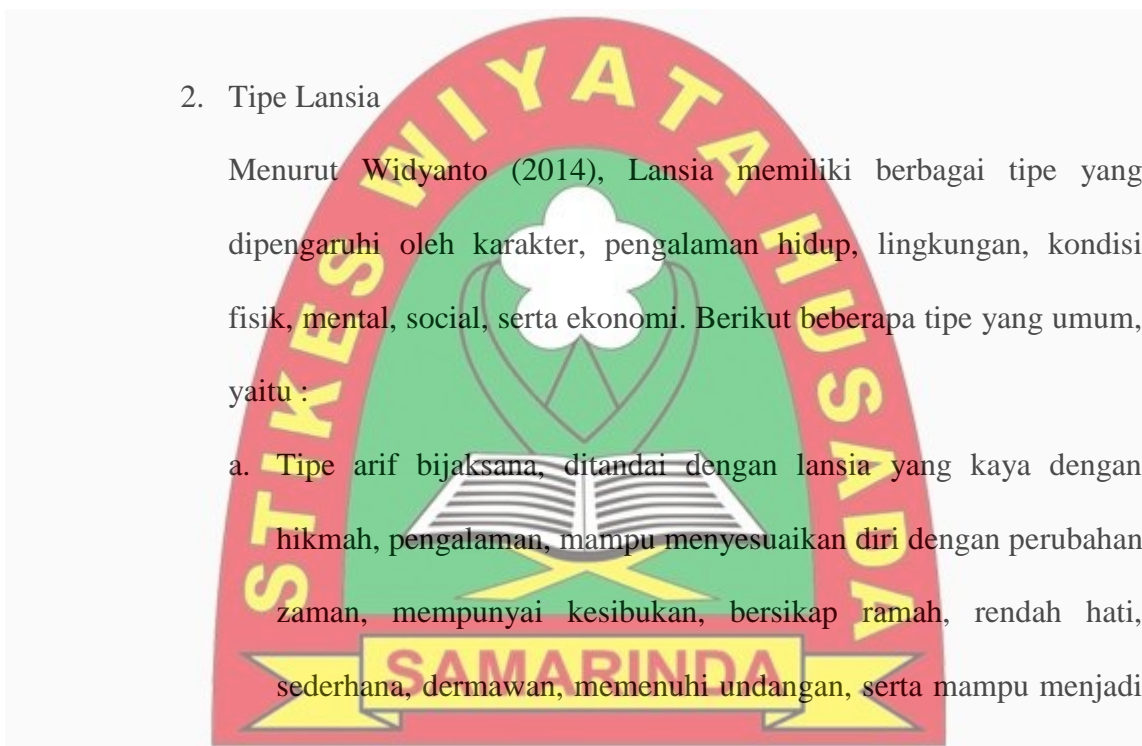 2. Tipe Lansia
Menurut Widyanto (2014), Lansia memiliki berbagai tipe yang
dipengaruhi oleh karakter, pengalaman hidup, lingkungan, kondisi
fisik, mental, social, serta ekonomi. Berikut beberapa tipe yang umum,
yaitu :
a. Tipe arif bijaksana, ditandai dengan lansia yang kaya dengan
hikmah, pengalaman, mampu menyesuaikan diri dengan perubahan
zaman, mempunyai kesibukan, bersikap ramah, rendah hati,
sederhana, dermawan, memenuhi undangan, serta mampu menjadi
STIKES WIYATA HUSADA
SAMARINDA